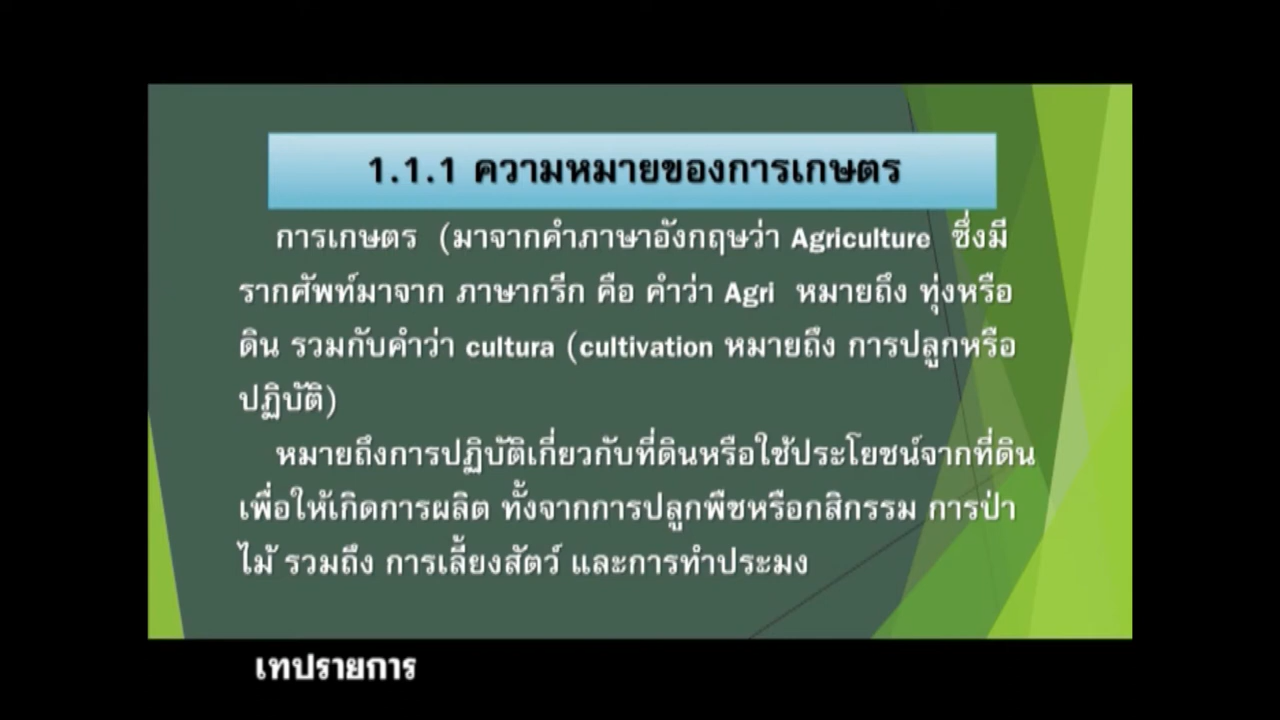 1.1.1 ความหมายของการเกษตร
การเกษตร (มาจากคำภาษาอังกฤษว่า Agriculture ซึ่งมี
รากศัพท์มาจาก ภาษากรีก คือ คำว่า Agri หมายถึง ทุ่งหรือ
ดิน รวมกับคำว่า cultura (cultivation หมายถึง การปลูกหรือ
ปฏิบัติ)
หมายถึงการปฏิบัติเกี่ยวกับที่ดินหรือใช้ประโยชน์จากที่ดิน
เพื่อให้เกิดการผลิต ทั้งจากการปลูกพืชหรือกสิกรรม การป่า
ไม้ รวมถึง การเลี้ยงสัตว์ และการทำประมง
เทปรายการ